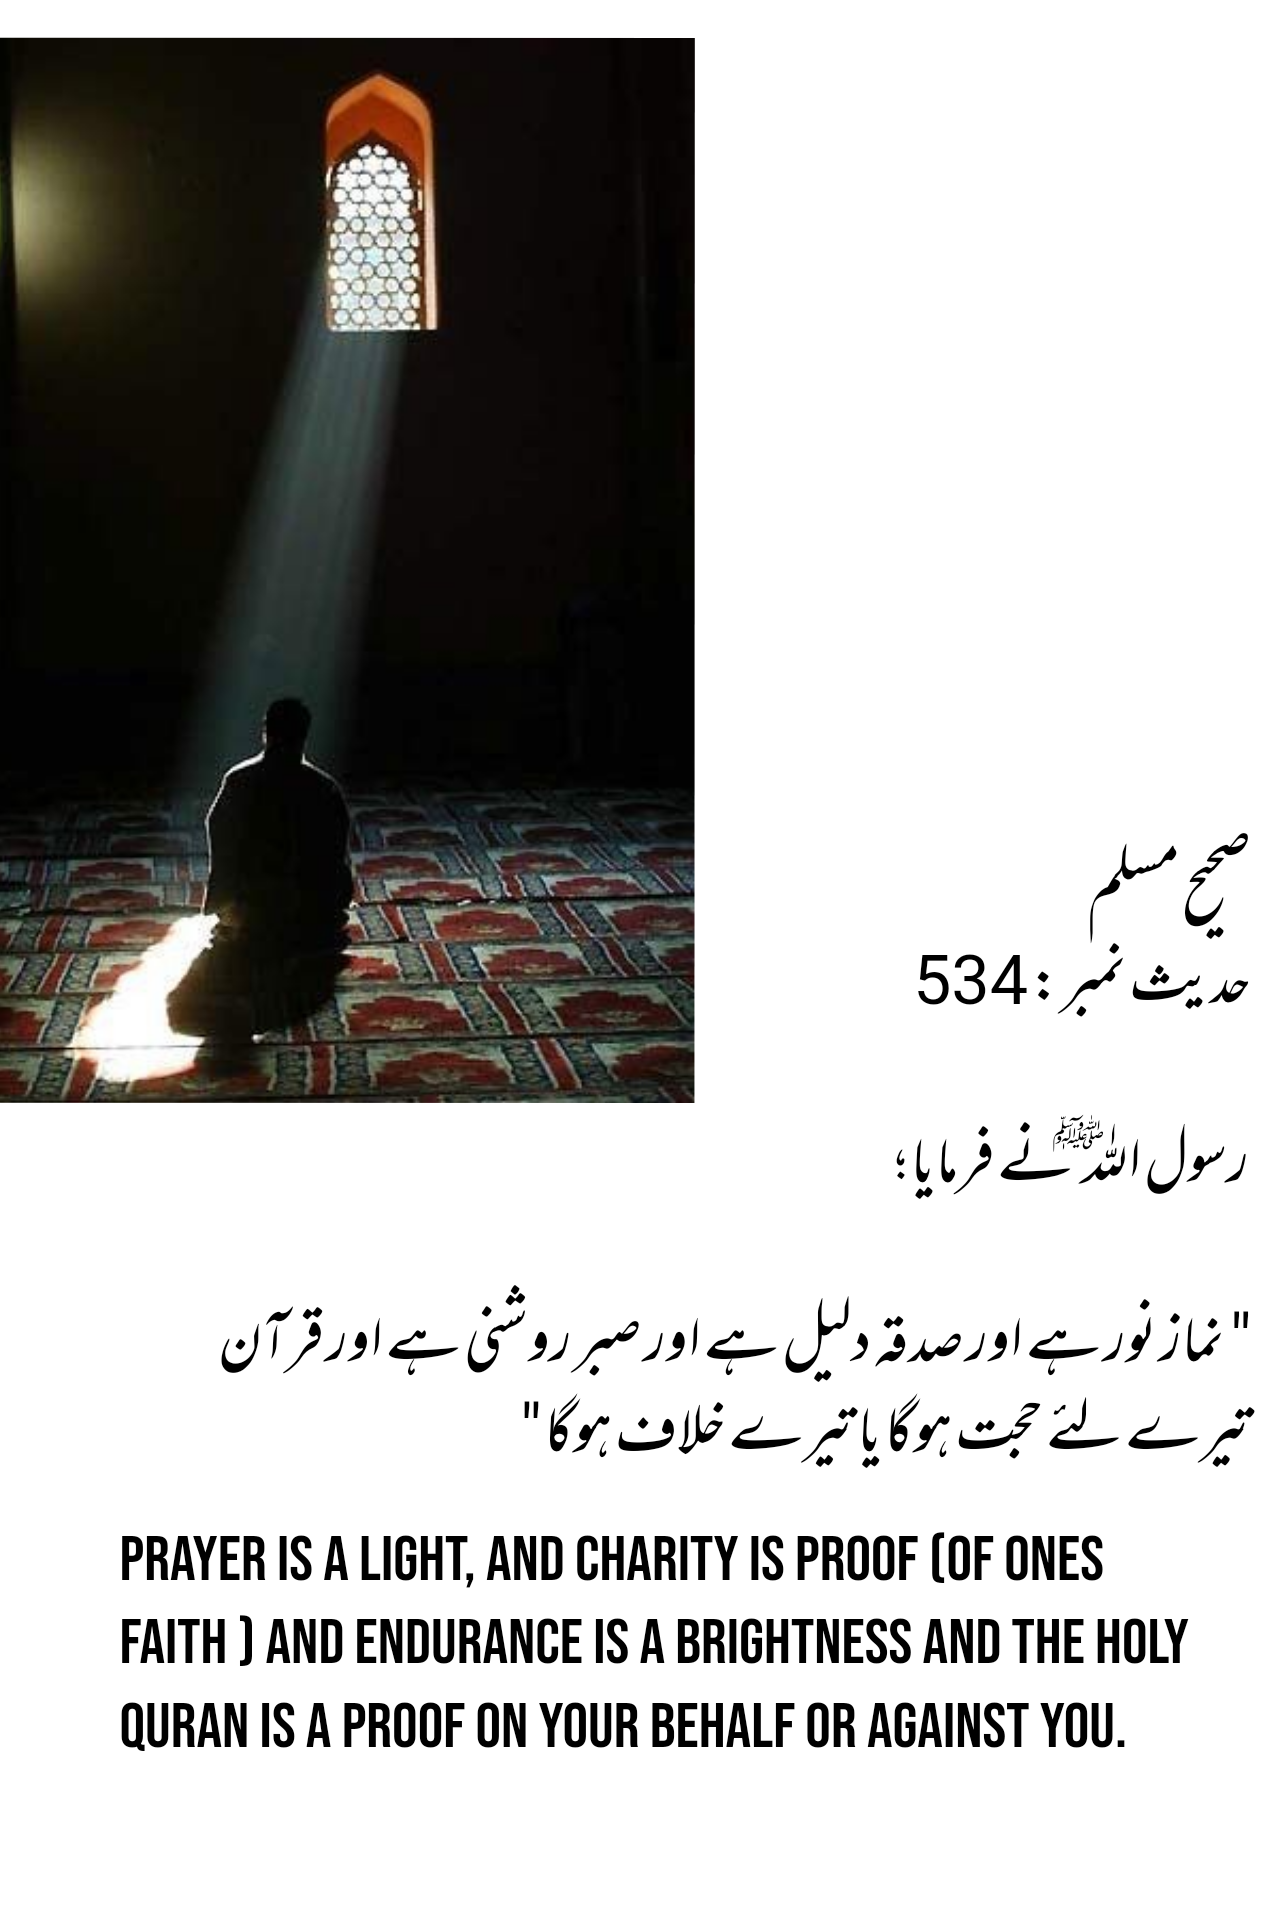 صحیح مسلم
حدیث نمبر: 534
رسول اللہ ﷺ نے فرمایا؛
"نماز نور ہے اور صدقہ دلیل ہے اور صبر روشنی ہے اور قرآن
تیرے لئے حجت ہوگا یا تیرے خلاف ہوگا"
PRAYER IS A LIGHT, AND CHARITY IS PROOF (OF ONES
FAITH ) AND ENDURANCE IS A BRIGHTNESS AND THE HOLY
QURAN IS A PROOF ON YOUR BEHALF OR AGAINST YOU.